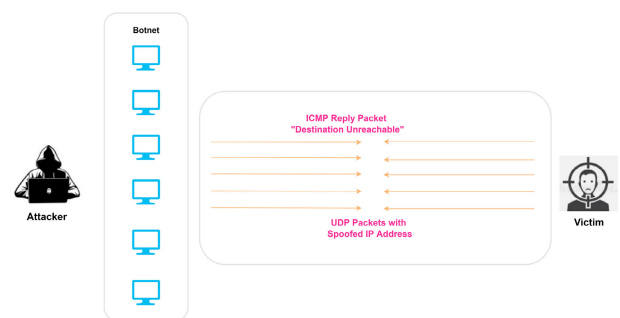 Botnet
ICMP Reply Packet
"Destination Unreachable"
Attacker
Victim
UDP Packets with
Spoofed IP Address